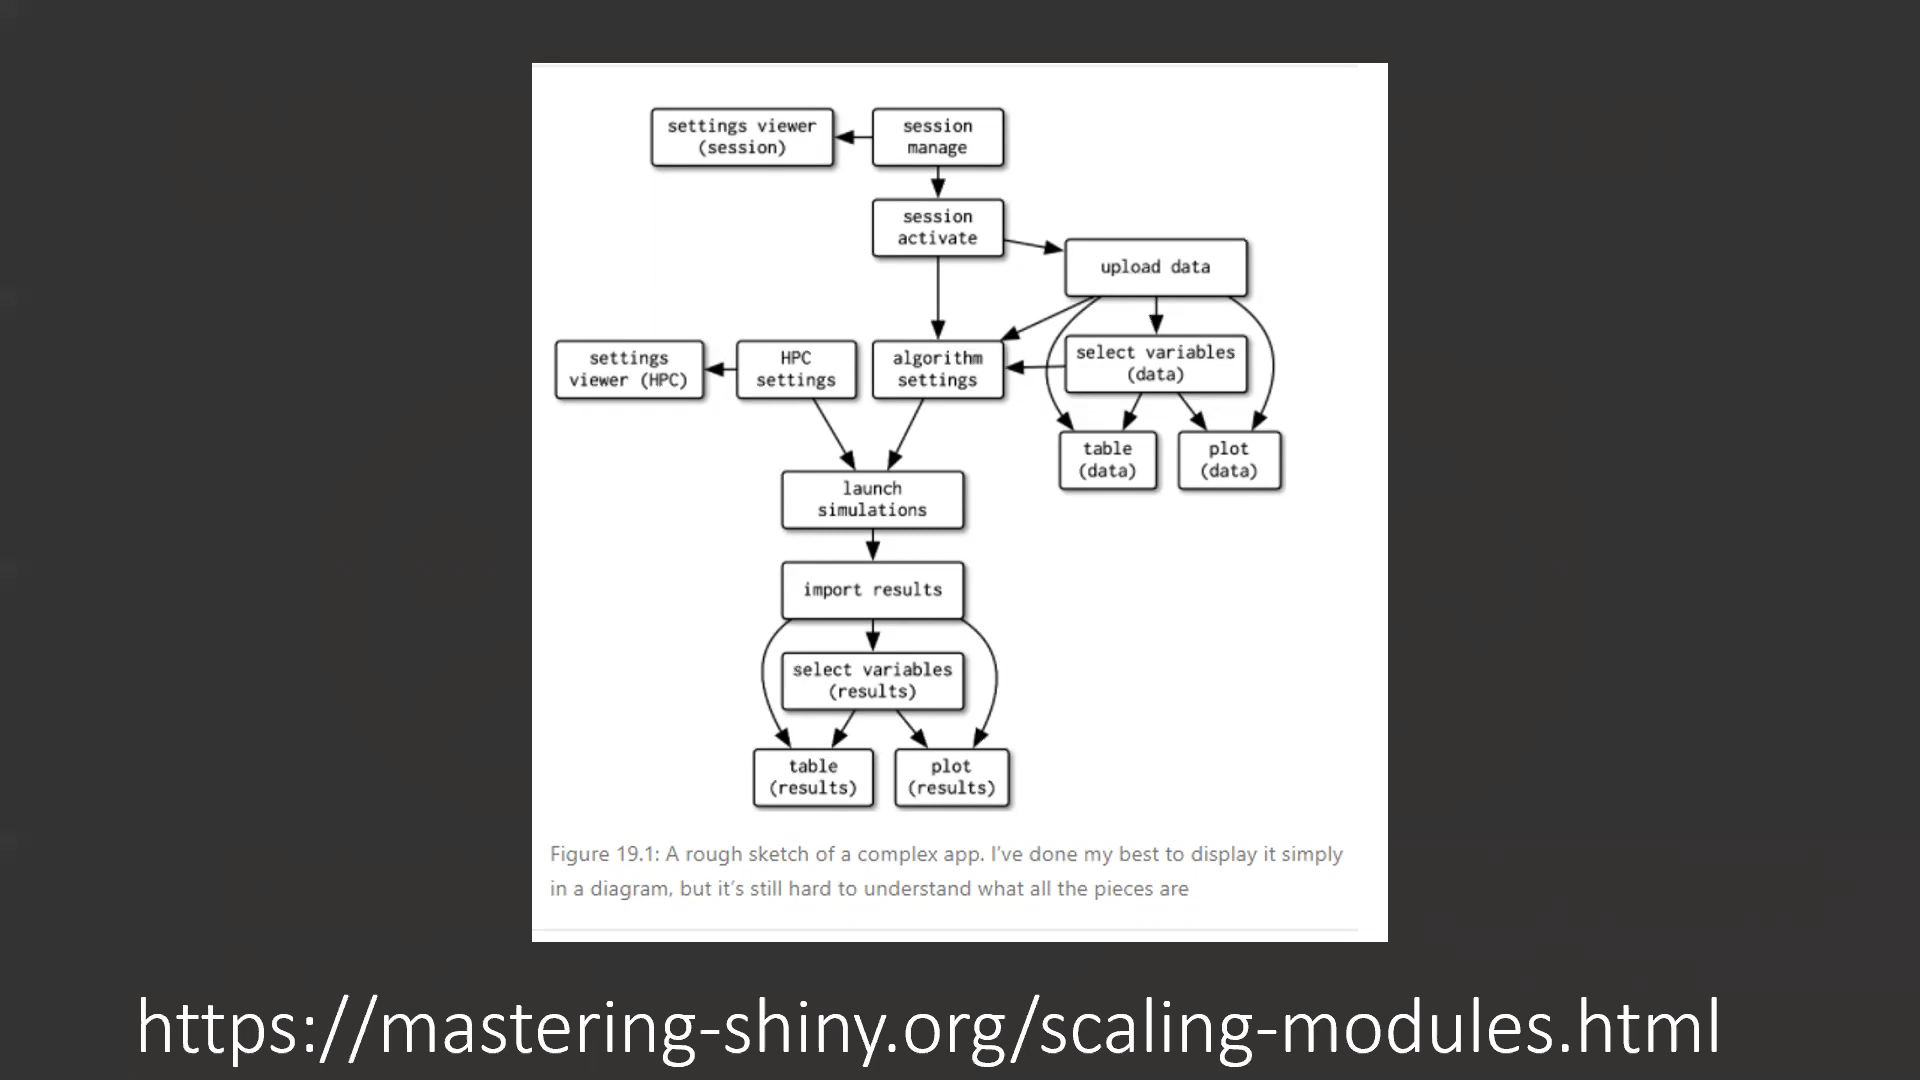 settings viewer
(session)
session
manage
session
activate
upload data
settings
viewer (HPC)
HPC
settings
algorithm
settings
select variables
(data)
table
(data)
plot
(data)
launch
simulations
import results
select variables
(results)
table
(results)
plot
(results)
Figure 19.1: A rough sketch of a complex app. I’ve done my best to display it simply
in a diagram, but it’s still hard to understand what all the pieces are
https://mastering-shiny.org/scaling-modules.html